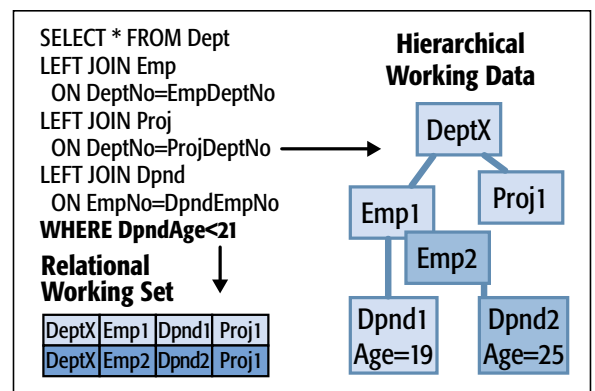 SELECT * FROM Dept
LEFT JOIN Emp
ON DeptNo=EmpDeptNo
LEFT JOIN Proj
ON DeptNo=ProjDeptNo
LEFT JOIN Dpnd
ON EmpNo=DpndEmpNo
WHERE DpndAge<21
Relational
Working Set
DeptX Emp1 Dpnd1 Proj1
DeptX Emp2 Dpnd2 Proj1
Hierarchical
Working Data
DeptX
Emp1
Proj1
Emp2
Dpnd1
Age=19
Dpnd2
Age=25